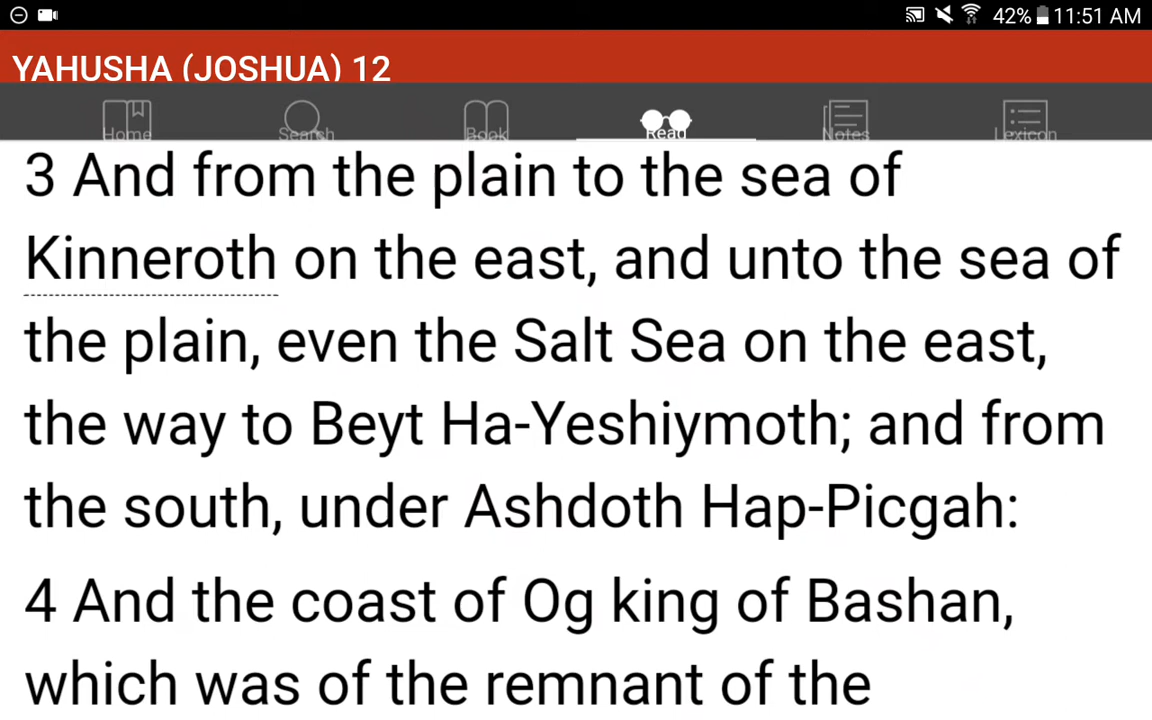 42% 11:51 AM
YAHUSHA (JOSHUA) 12
Home Search Book Read Notes Lexicon
3 And from the plain to the sea of
Kinneroth on the east, and unto the sea of
the plain, even the Salt Sea on the east,
the way to Beyt Ha-Yeshiymoth; and from
the south, under Ashdoth Hap-Picgah:
4 And the coast of Og king of Bashan,
which was of the remnant of the